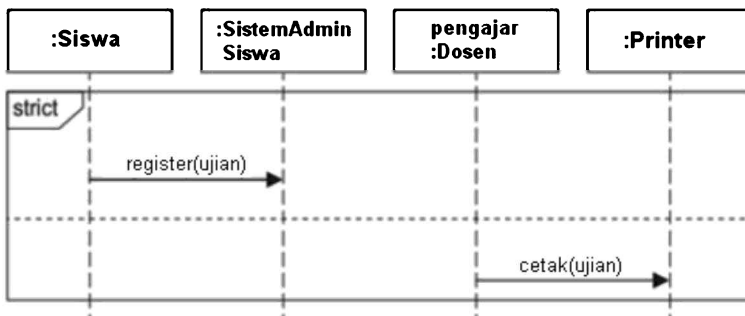 :Siswa
:SistemAdmin
Siswa
pengajar
:Dosen
:Printer
strict
register(ujian)
cetak(ujian)